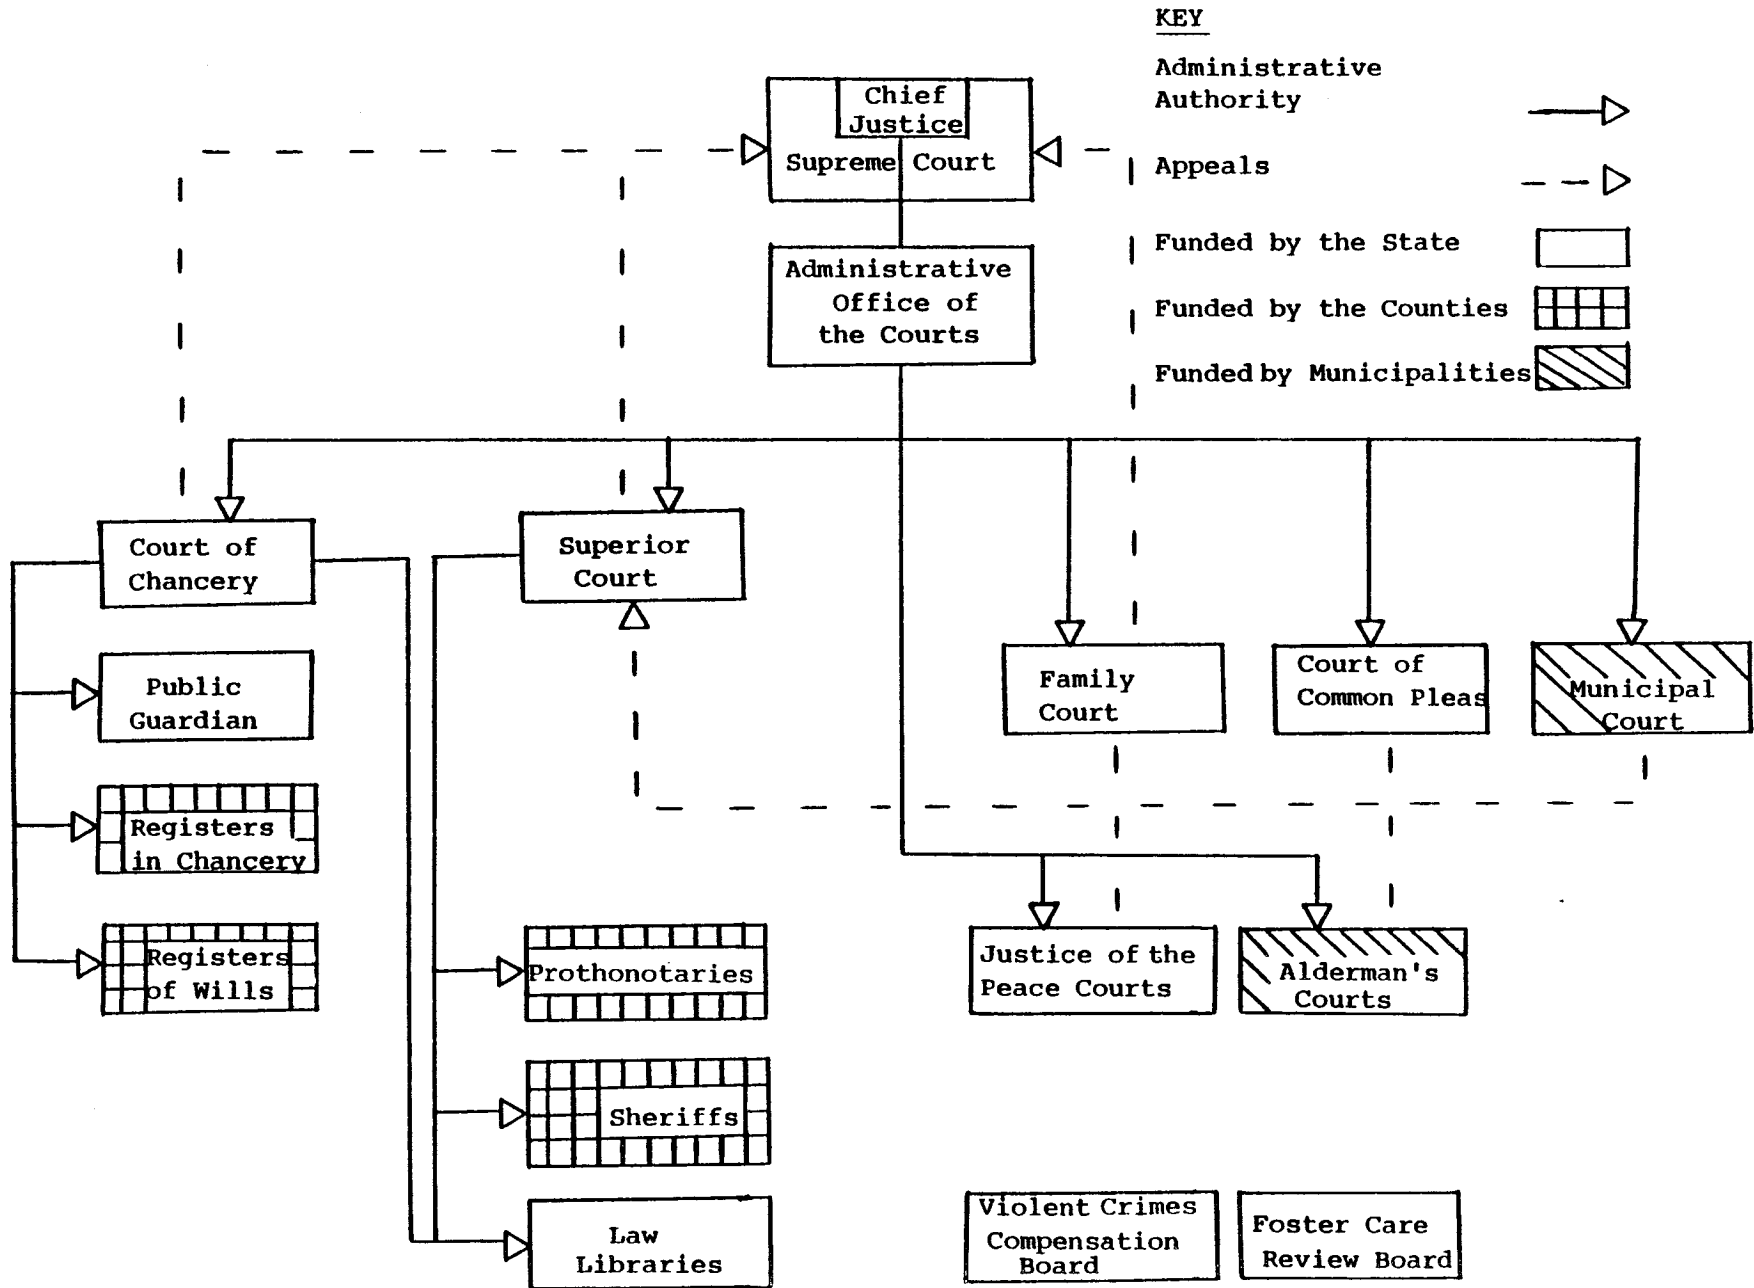 KEY
Administrative
Authority
Appeals
Funded by the State
Funded by the Counties
Funded by Municipalities
Chief
Justice
Supreme Court
Administrative
Office of
the Courts
Court of
Chancery
Superior
Court
Public
Guardian
Family
Court
Court of
Common Pleas
Municipal
Court
Registers
in Chancery
Registers
of Wills
Prothonotaries
Justice of the
Peace Courts
Alderman's
Courts
Sheriffs
Law
Libraries
Violent Crimes
Compensation
Board
Foster Care
Review Board